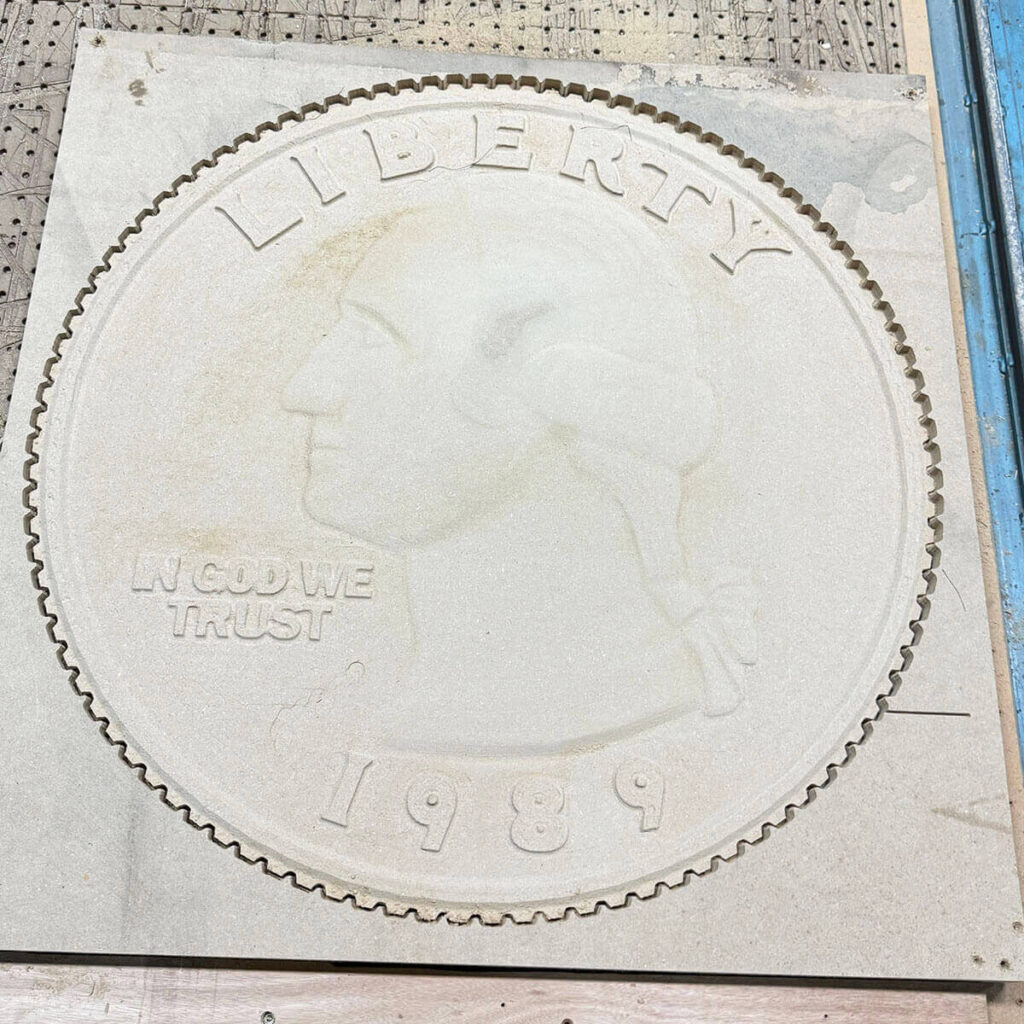 LIBERTY
IN GOD WE
TRUST
1989